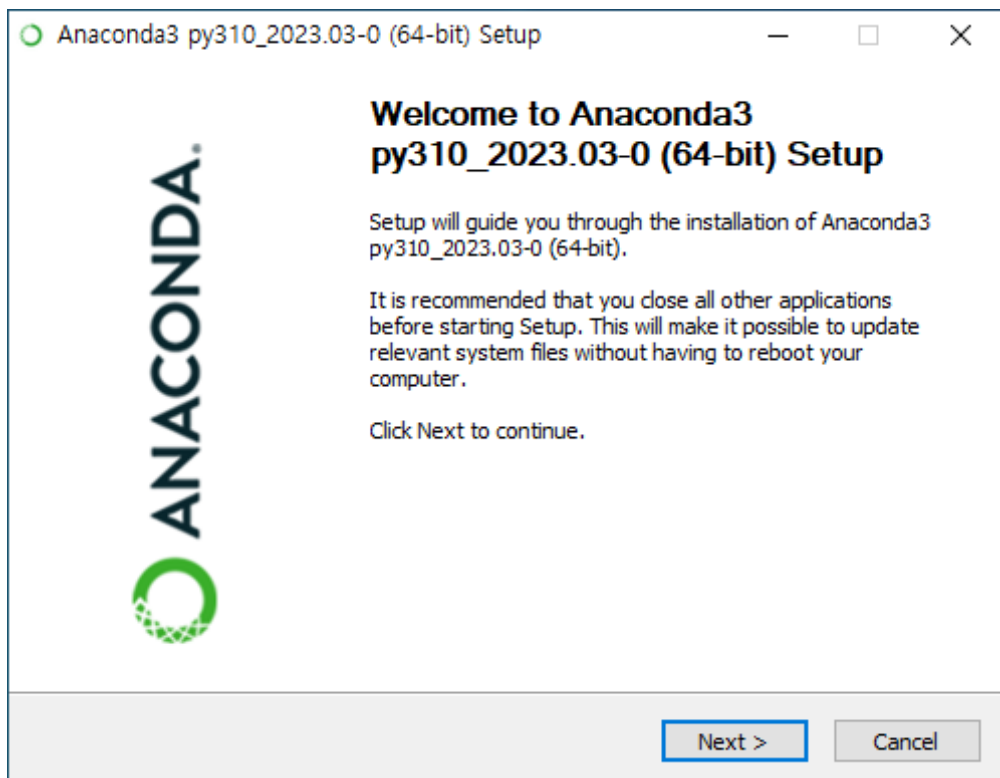 Anaconda3 py310_2023.03-0 (64-bit) Setup
Welcome to Anaconda3
py310_2023.03-0 (64-bit) Setup
Setup will guide you through the installation of Anaconda3
py310_2023.03-0 (64-bit).
It is recommended that you close all other applications
before starting Setup. This will make it possible to update
relevant system files without having to reboot your
computer.
Click Next to continue.
ANACONDA.
Next >
Cancel